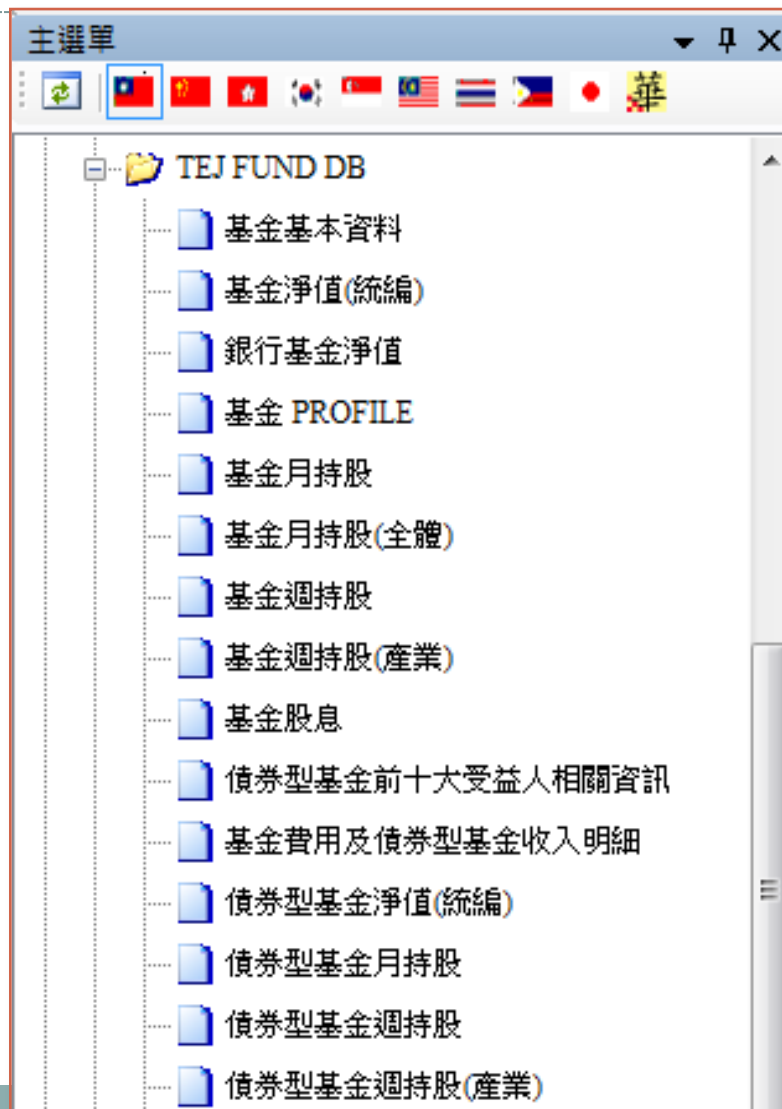 主選單
華
TEJ FUND DB
基金基本資料
基金淨值(統編)
銀行基金淨值
基金 PROFILE
基金月持股
基金月持股(全體)
基金週持股
基金週持股(產業)
基金股息
債券型基金前十大受益人相關資訊
基金費用及債券型基金收入明細
債券型基金淨值(統編)
債券型基金月持股
債券型基金週持股
債券型基金週持股(產業)